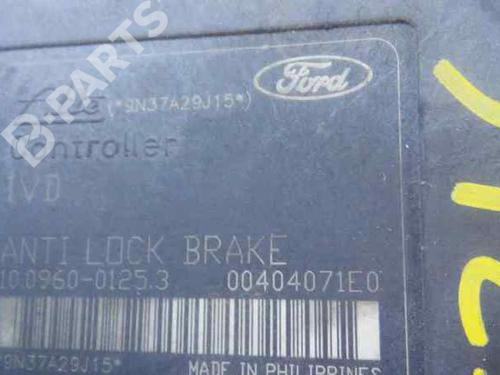 B-PARTS
Ford
(*9N37A29J15*)
Controller
IVD
ANTI LOCK BRAKE
10.0960-0125.3 00404071E0
*9N37A29J15*
MADE IN PHILIPPINES